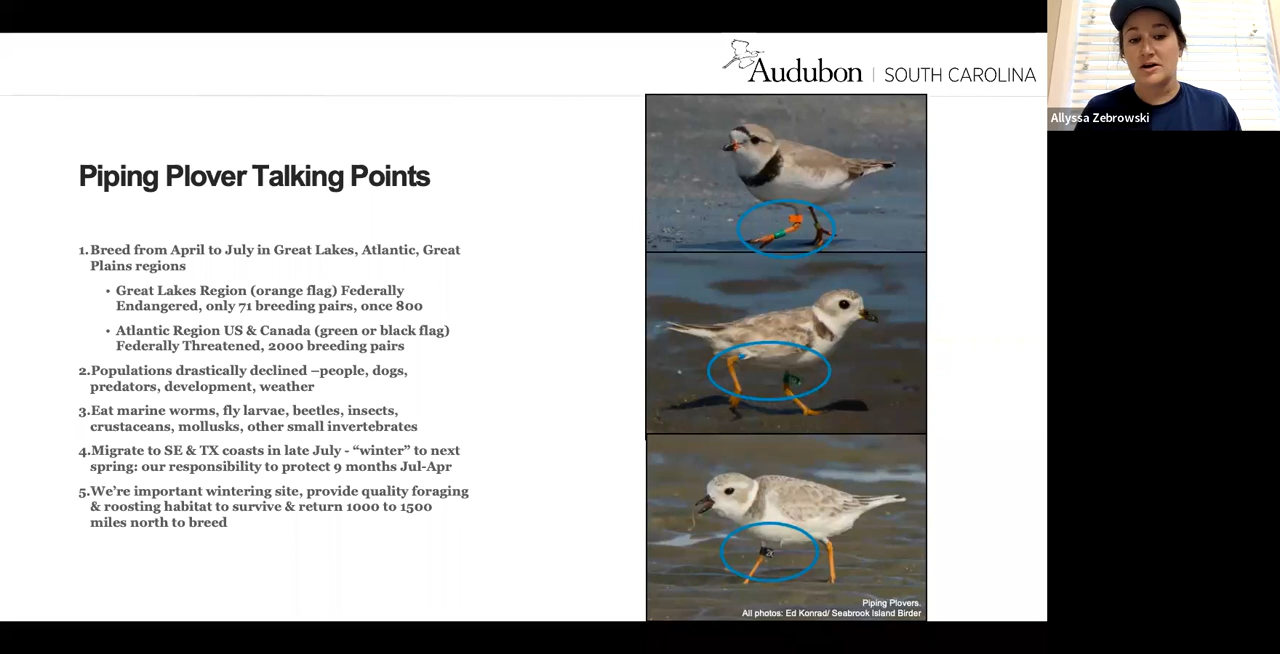 Audubon | SOUTH CAROLINA
Allyssa Zebrowski
Piping Plover Talking Points
1. Breed from April to July in Great Lakes, Atlantic, Great
Plains regions
• Great Lakes Region (orange flag) Federally
Endangered, only 71 breeding pairs, once 800
• Atlantic Region US & Canada (green or black flag)
Federally Threatened, 2000 breeding pairs
2. Populations drastically declined –people, dogs,
predators, development, weather
3. Eat marine worms, fly larvae, beetles, insects,
crustaceans, mollusks, other small invertebrates
4. Migrate to SE & TX coasts in late July - “winter” to next
spring: our responsibility to protect 9 months Jul-Apr
5. We’re important wintering site, provide quality foraging
& roosting habitat to survive & return 1000 to 1500
miles north to breed
Piping Plovers.
All photos: Ed Konrad/ Seabrook Island Birder